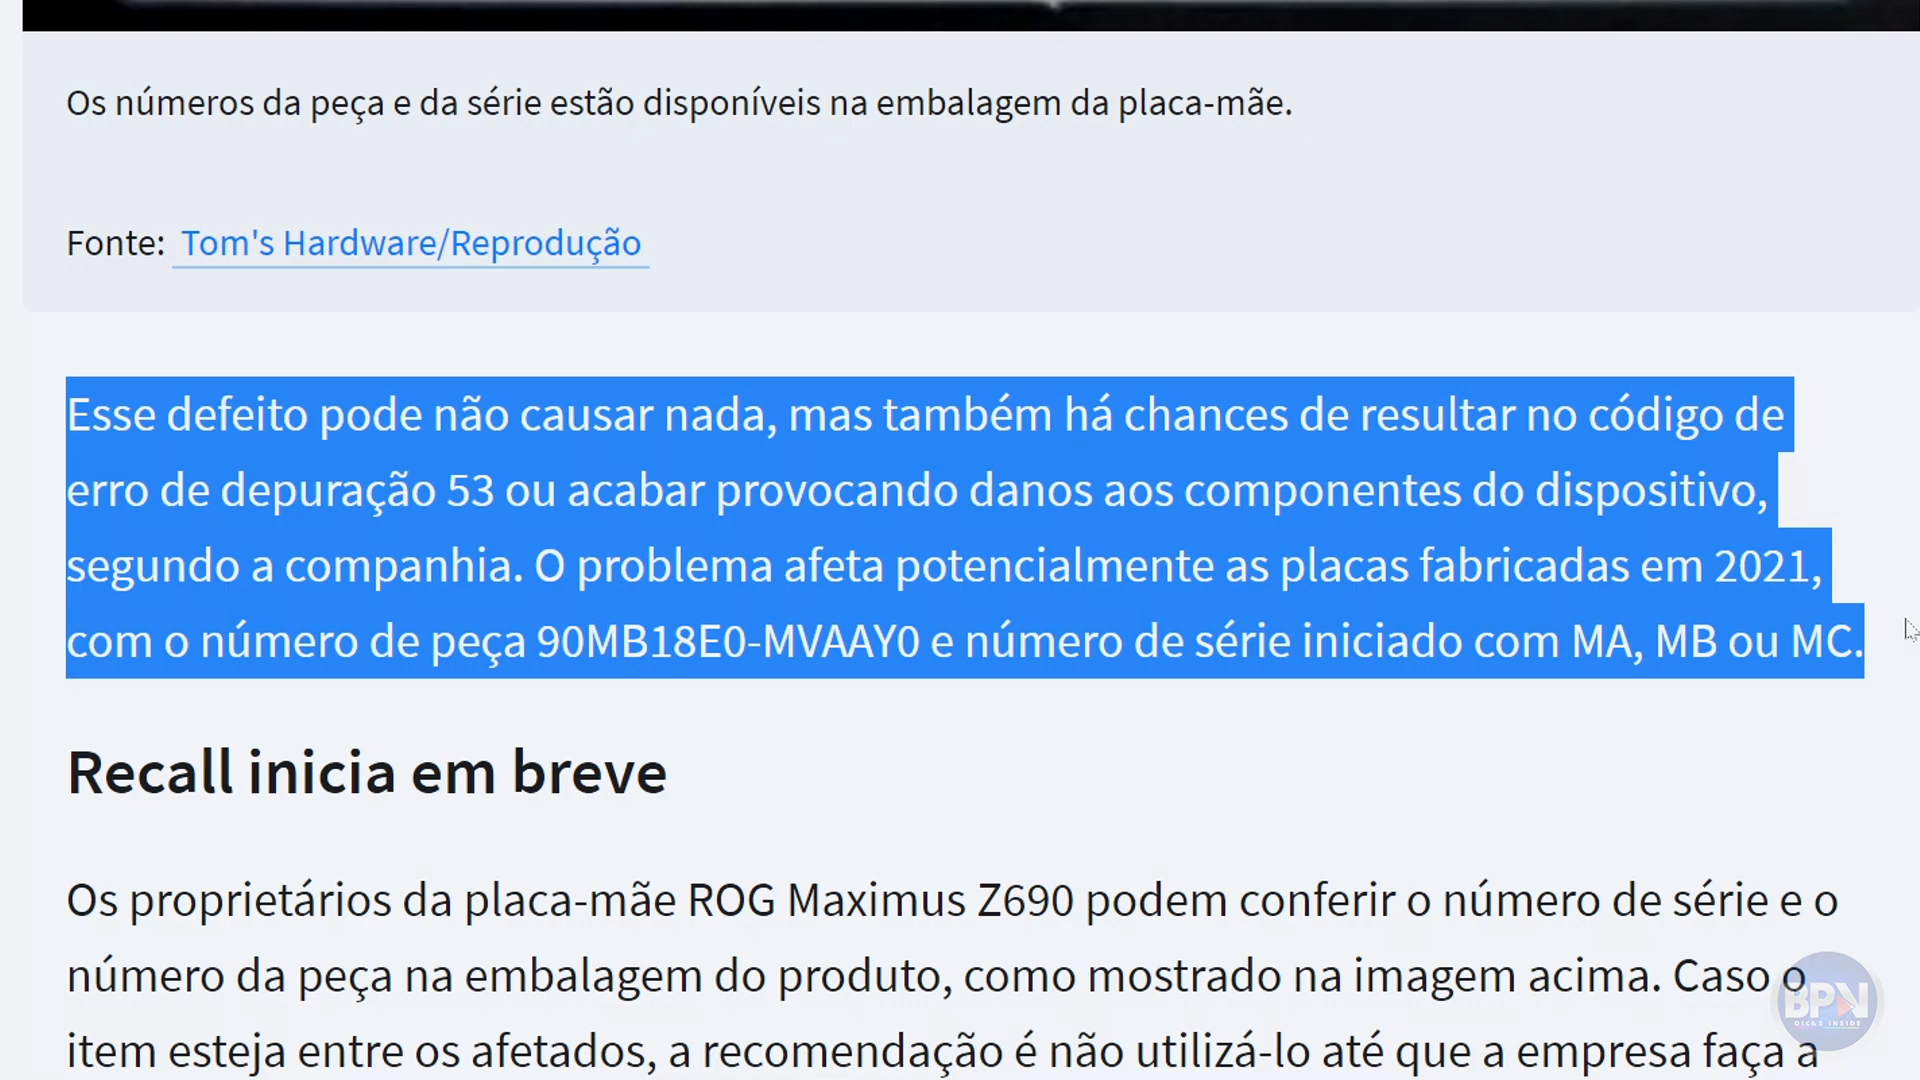 Os números da peça e da série estão disponíveis na embalagem da placa-mãe.
Fonte: Tom's Hardware/Reprodução
Esse defeito pode não causar nada, mas também há chances de resultar no código de
erro de depuração 53 ou acabar provocando danos aos componentes do dispositivo,
segundo a companhia. O problema afeta potencialmente as placas fabricadas em 2021,
com o número de peça 90MB18E0-MVAAY0 e número de série iniciado com MA, MB ou MC.
Recall inicia em breve
Os proprietários da placa-mãe ROG Maximus Z690 podem conferir o número de série e o
número da peça na embalagem do produto, como mostrado na imagem acima. Caso o
item esteja entre os afetados, a recomendação é não utilizá-lo até que a empresa faça a
BPN
DICAS INSIDE